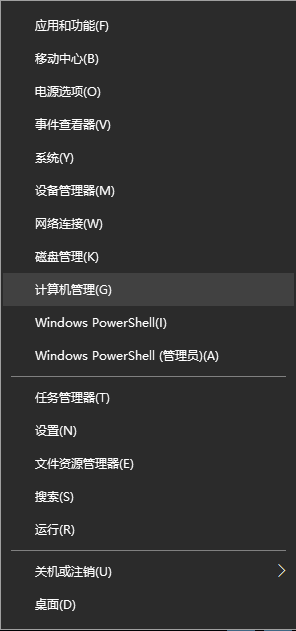 应用和功能(F)
移动中心(B)
电源选项(O)
事件查看器(V)
系统(Y)
设备管理器(M)
网络连接(W)
磁盘管理(K)
计算机管理(G)
Windows PowerShell(I)
Windows PowerShell (管理员)(A)
任务管理器(T)
设置(N)
文件资源管理器(E)
搜索(S)
运行(R)
关机或注销(U)
桌面(D)